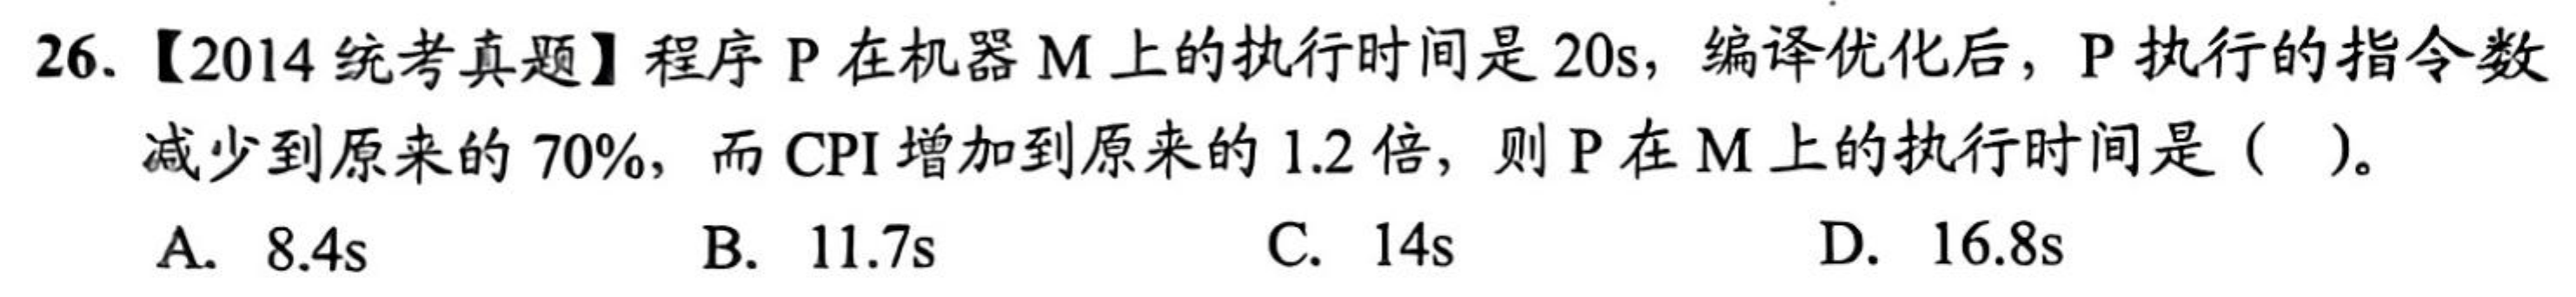 26.【2014 统考真题】程序 P 在机器 M 上的执行时间是 20s，编译优化后，P 执行的指令数
减少到原来的 70%，而 CPI 增加到原来的 1.2 倍，则 P 在 M 上的执行时间是（ ）。
A. 8.4s B. 11.7s C. 14s D. 16.8s